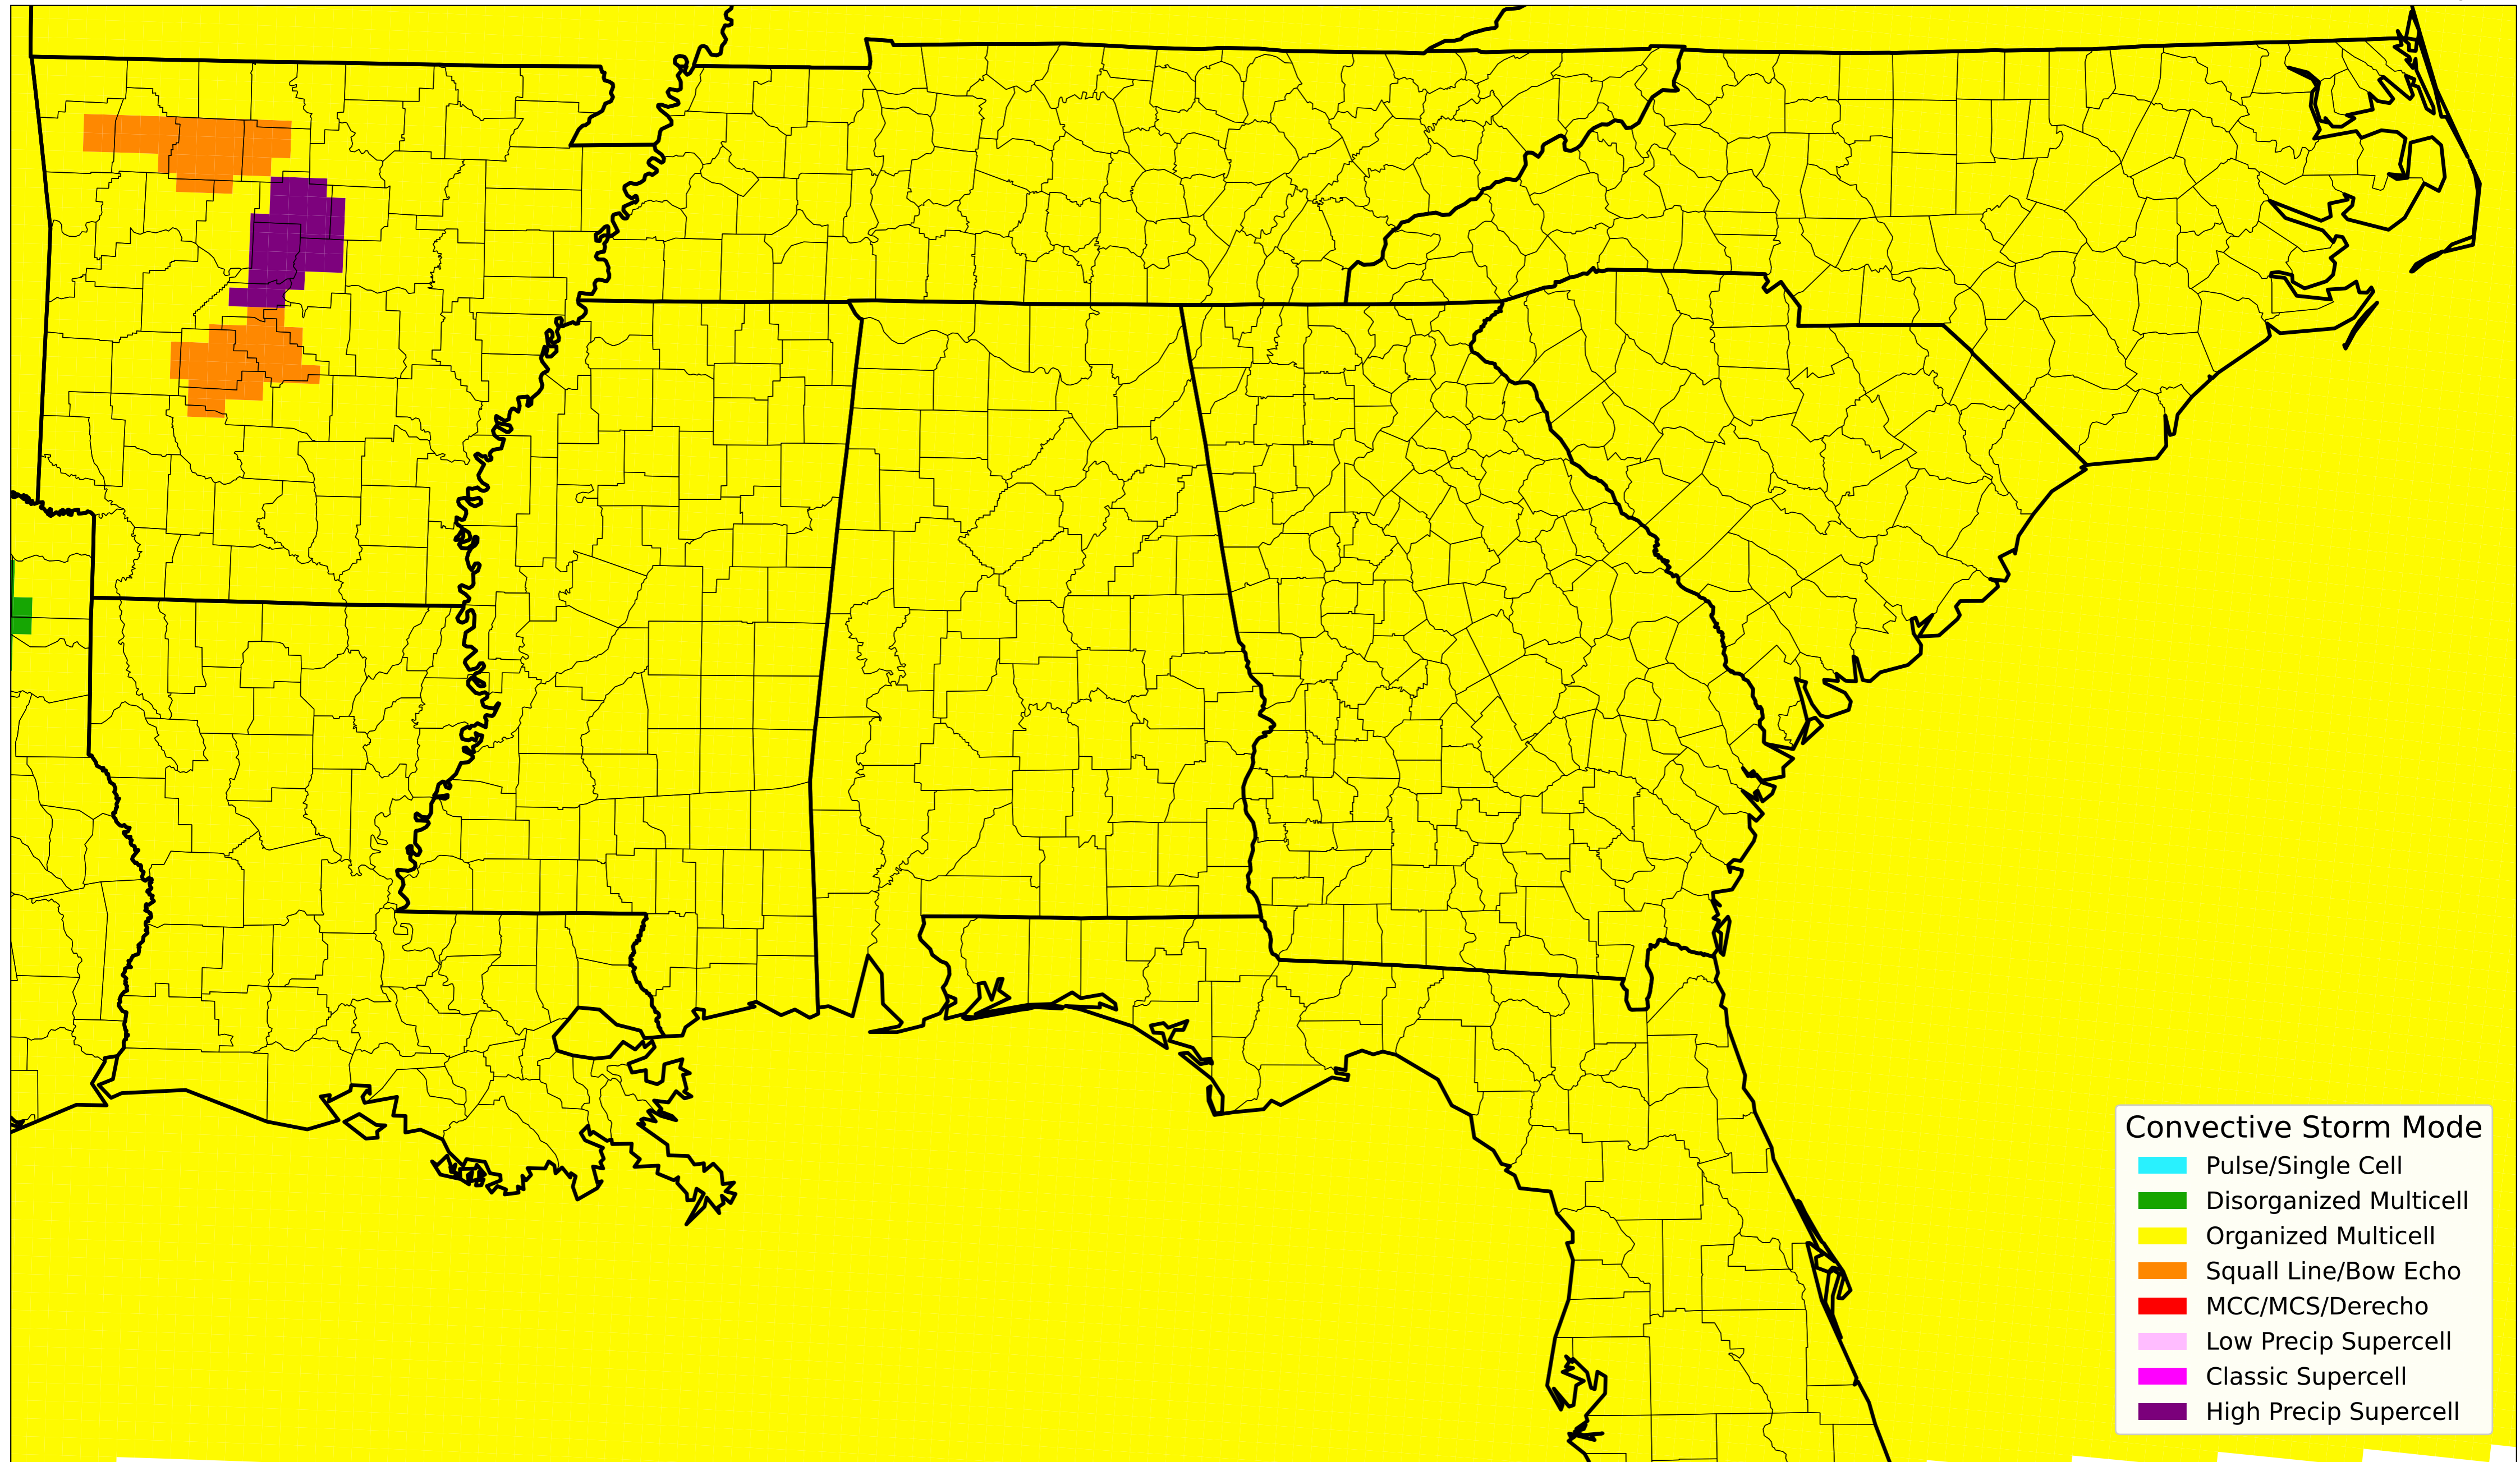 Convective Storm Mode
Pulse/Single Cell
Disorganized Multicell
Organized Multicell
Squall Line/Bow Echo
MCC/MCS/Derecho
Low Precip Supercell
Classic Supercell
High Precip Supercell